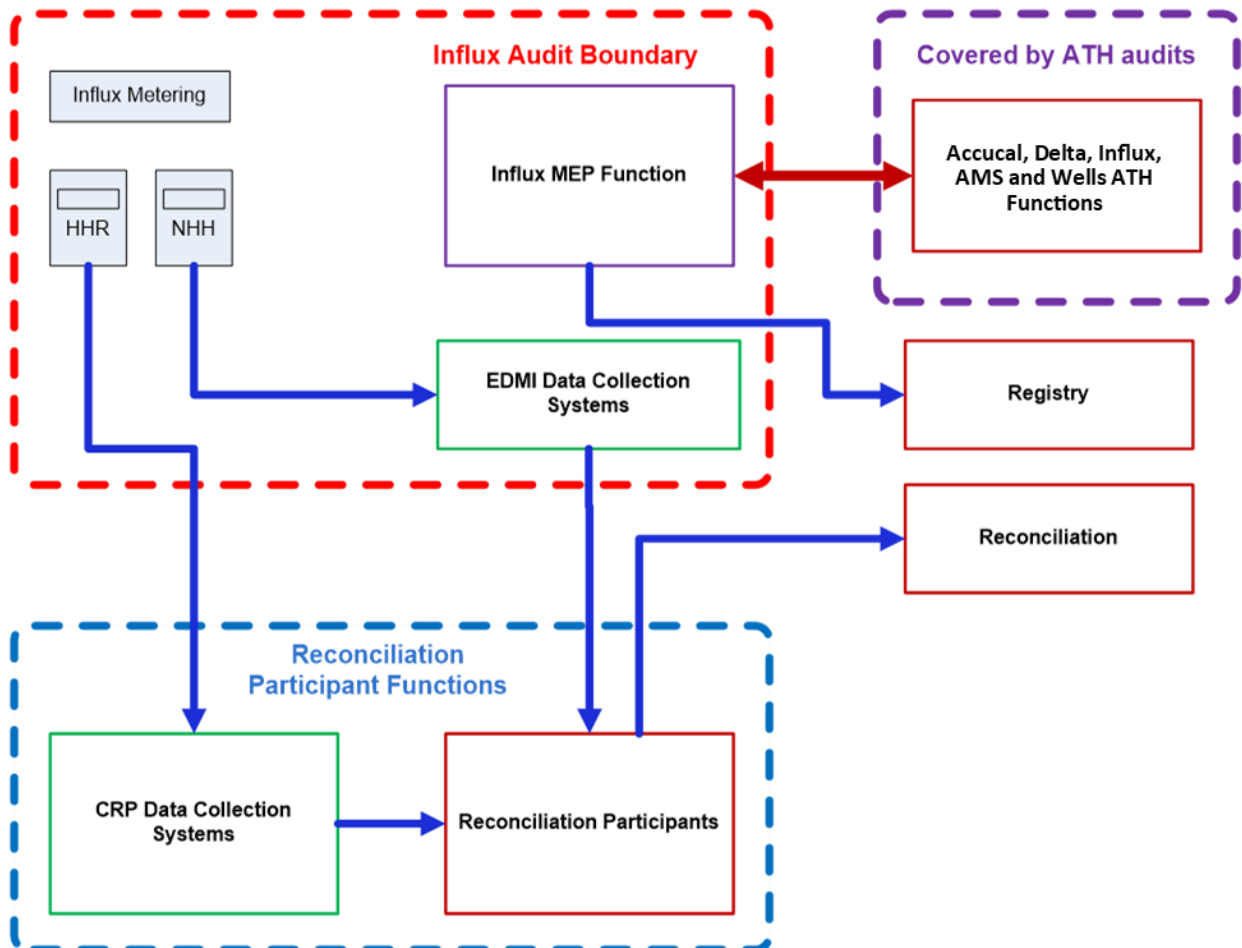 Influx Audit Boundary
Covered by ATH audits
Influx Metering
HHR
NHH
Influx MEP Function
Accucal, Delta, Influx,
AMS and Wells ATH
Functions
EDMI Data Collection
Systems
Registry
Reconciliation
Reconciliation
Participant Functions
CRP Data Collection
Systems
Reconciliation Participants